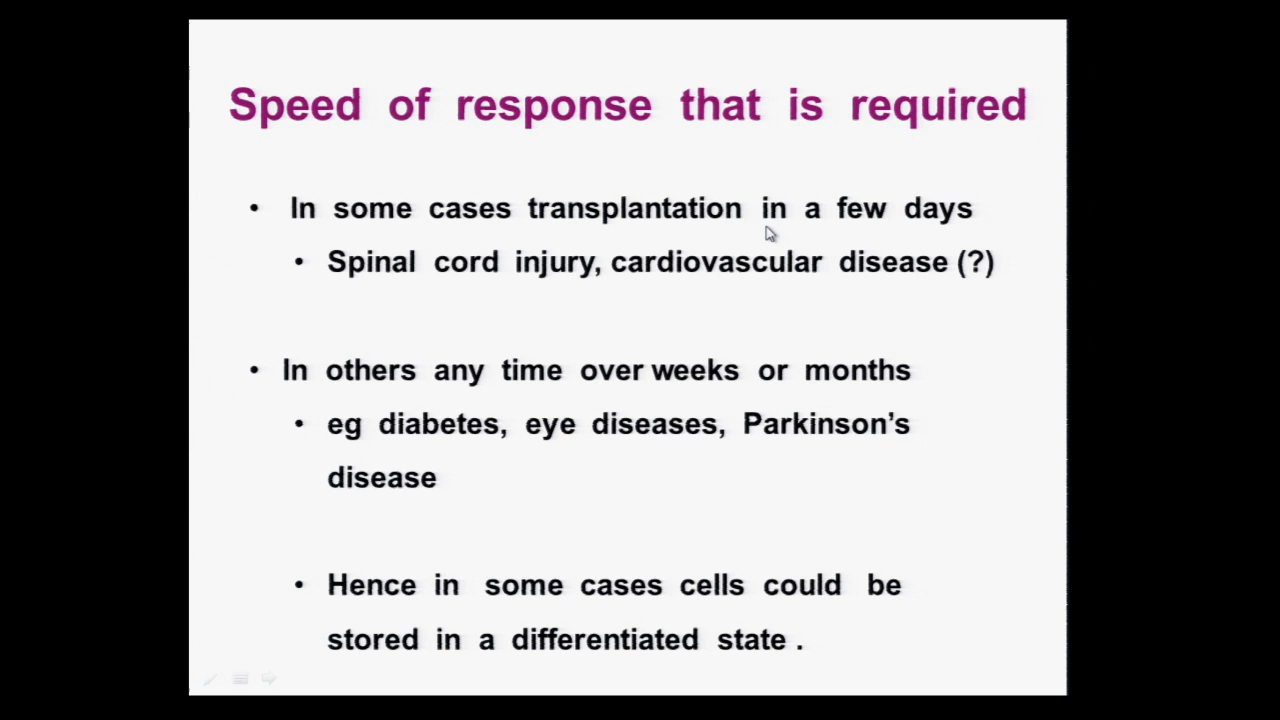 Speed of response that is required
• In some cases transplantation in a few days
• Spinal cord injury, cardiovascular disease (?)
• In others any time over weeks or months
• eg diabetes, eye diseases, Parkinson’s
disease
• Hence in some cases cells could be
stored in a differentiated state .